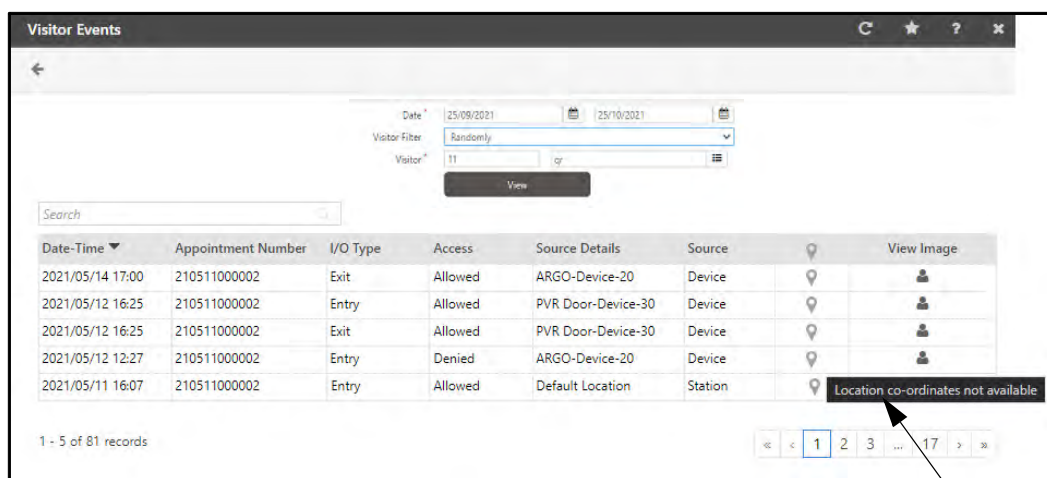 Visitor Events ?
Date * 25/09/2021 25/10/2021
Visitor Filter Randomly
Visitor * 11 or
View
Search
Date-Time Appointment Number I/O Type Access Source Details Source View Image
2021/05/14 17:00 210511000002 Exit Allowed ARGO-Device-20 Device
2021/05/12 16:25 210511000002 Entry Allowed PVR Door-Device-30 Device
2021/05/12 16:25 210511000002 Exit Allowed PVR Door-Device-30 Device
2021/05/12 12:27 210511000002 Entry Denied ARGO-Device-20 Device
2021/05/11 16:07 210511000002 Entry Allowed Default Location Station Location co-ordinates not available
1 - 5 of 81 records « ‹ 1 2 3 ... 17 › »